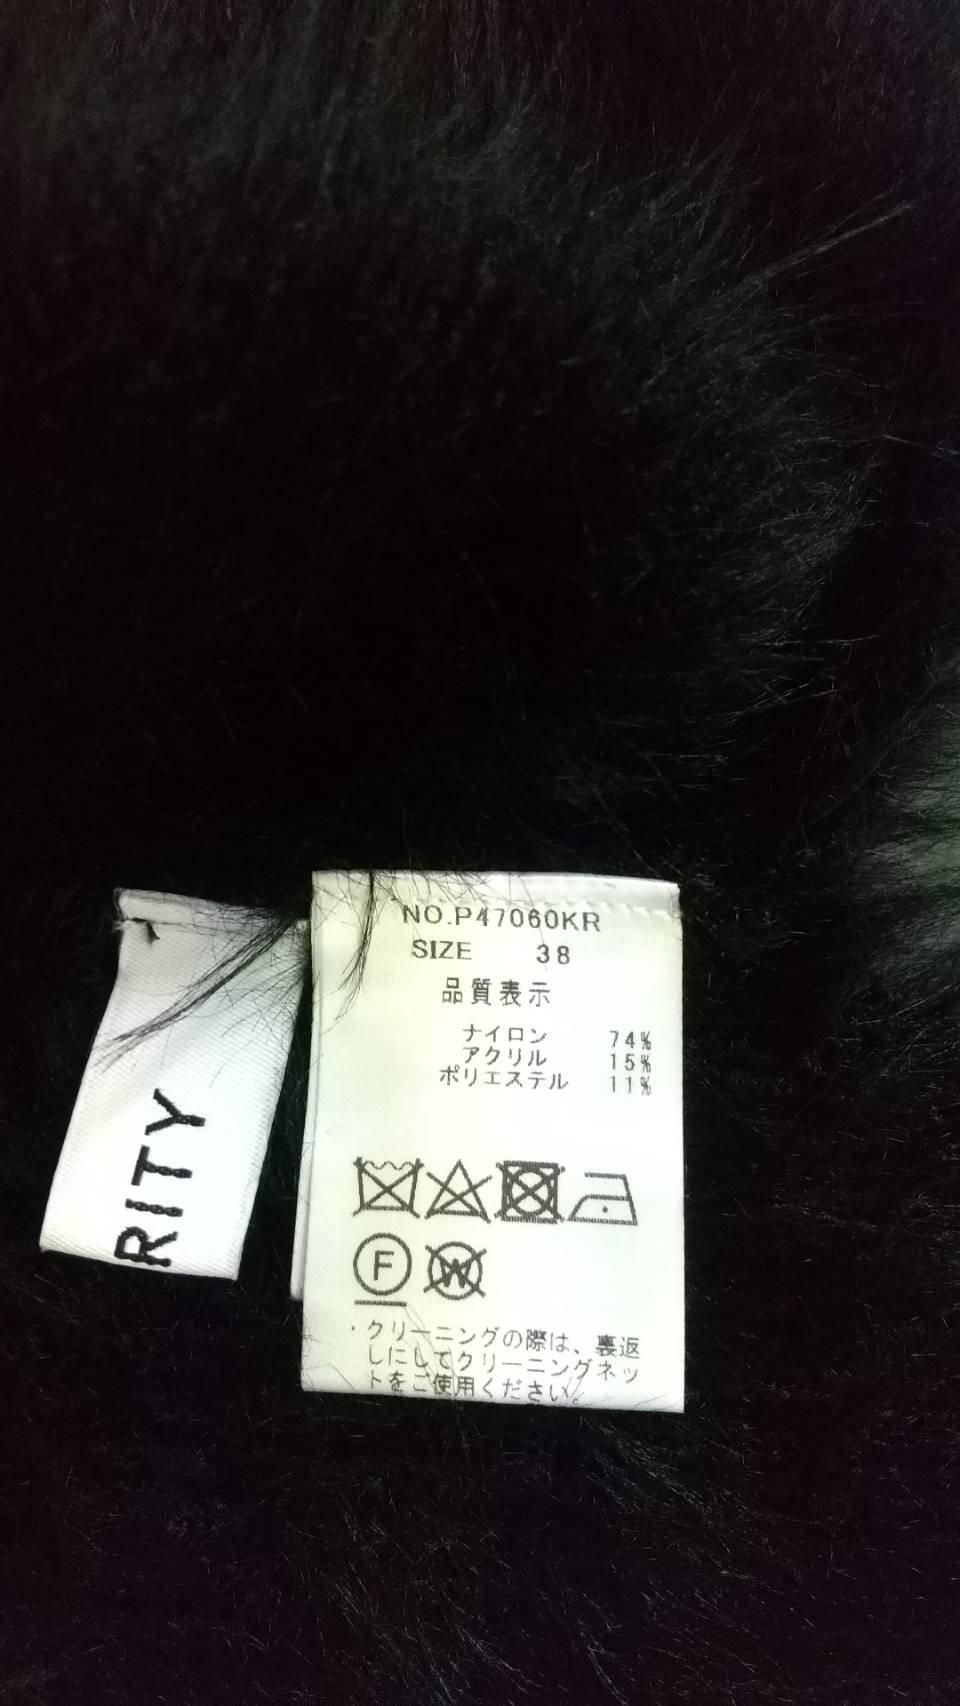 RITY
NO.P47060KR
SIZE 38
品質表示
ナイロン 74%
アクリル 15%
ポリエステル 11%
F
W
・クリーニングの際は、裏返
しにしてクリーニングネッ
トをご使用ください。